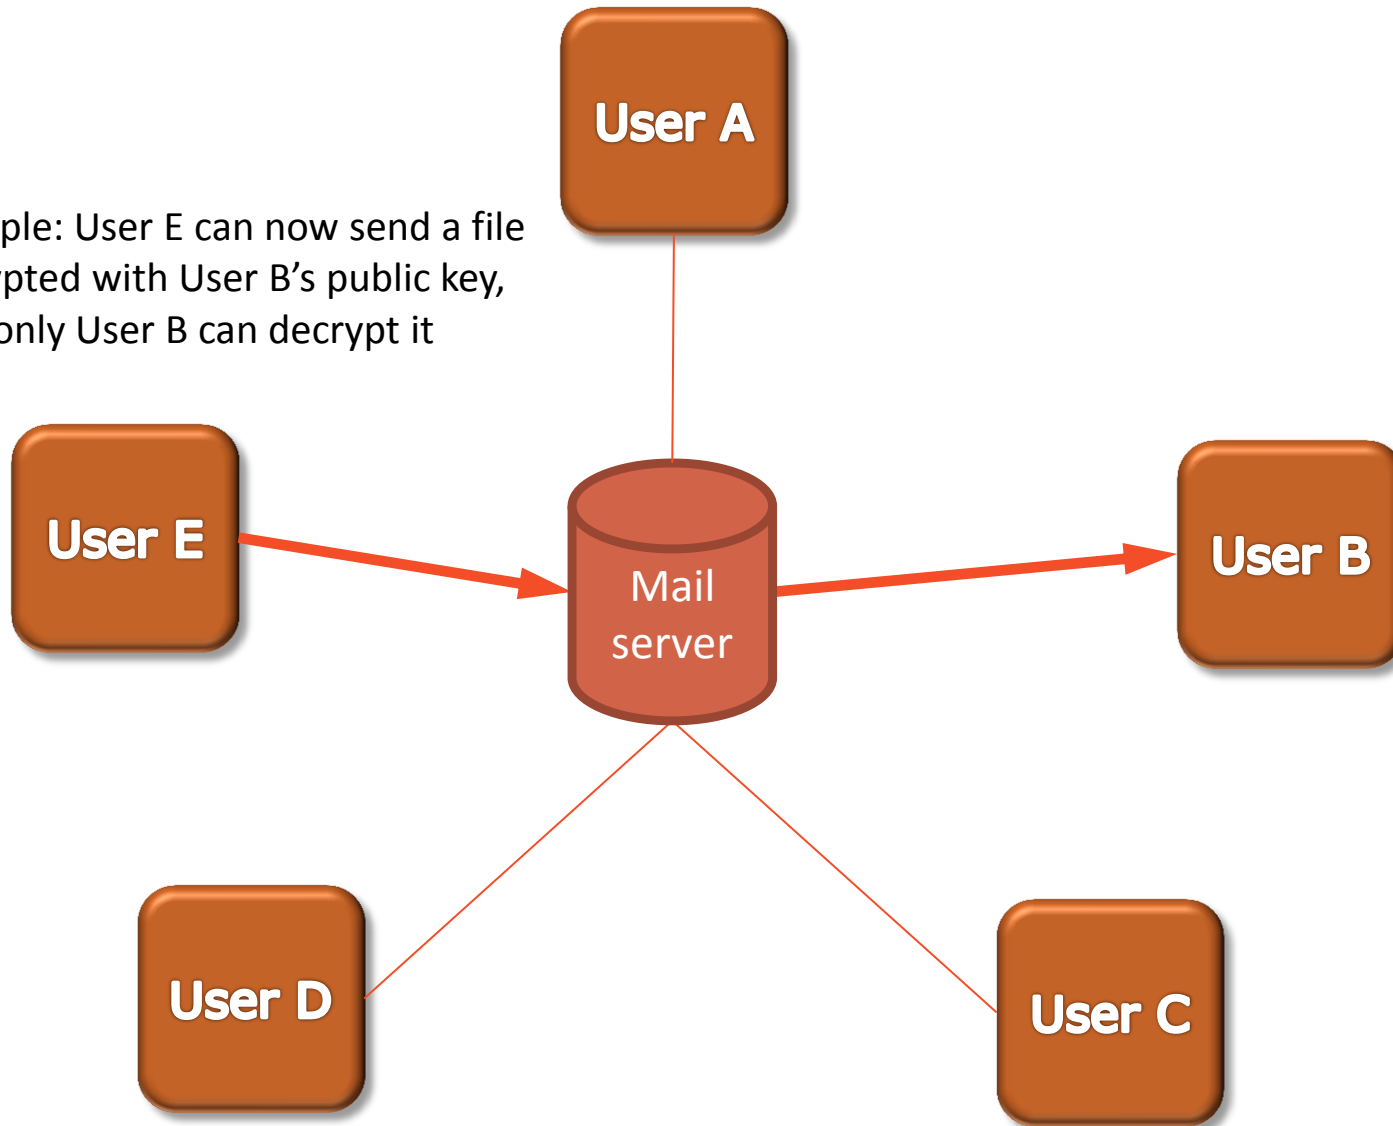 User A
ple: User E can now send a file
ypted with User B’s public key,
only User B can decrypt it
User E
User B
Mail
server
User D
User C